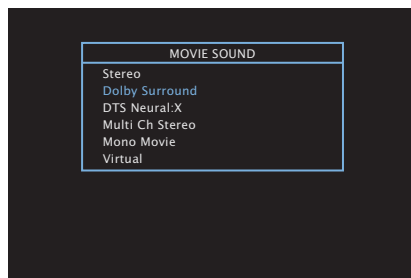 MOVIE SOUND
Stereo
Dolby Surround
DTS Neural:X
Multi Ch Stereo
Mono Movie
Virtual